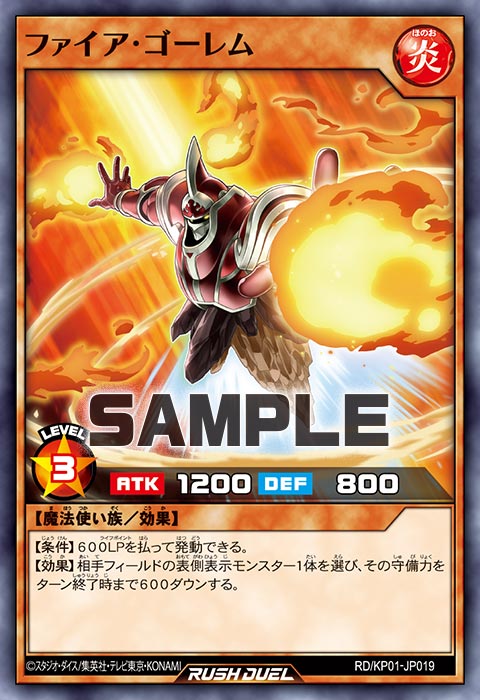 ファイア・ゴーレム
ほのお
炎
SAMPLE
LEVEL
3
ATK 1200 DEF 800
【魔法使い族／効果】
【条件】600LPを払って発動できる。
【効果】相手フィールドの表側表示モンスター1体を選び、その守備力を
ターン終了時まで600ダウンする。
©スタジオ・ダイス/集英社・テレビ東京・KONAMI
RUSH DUEL
RD/KP01-JP019